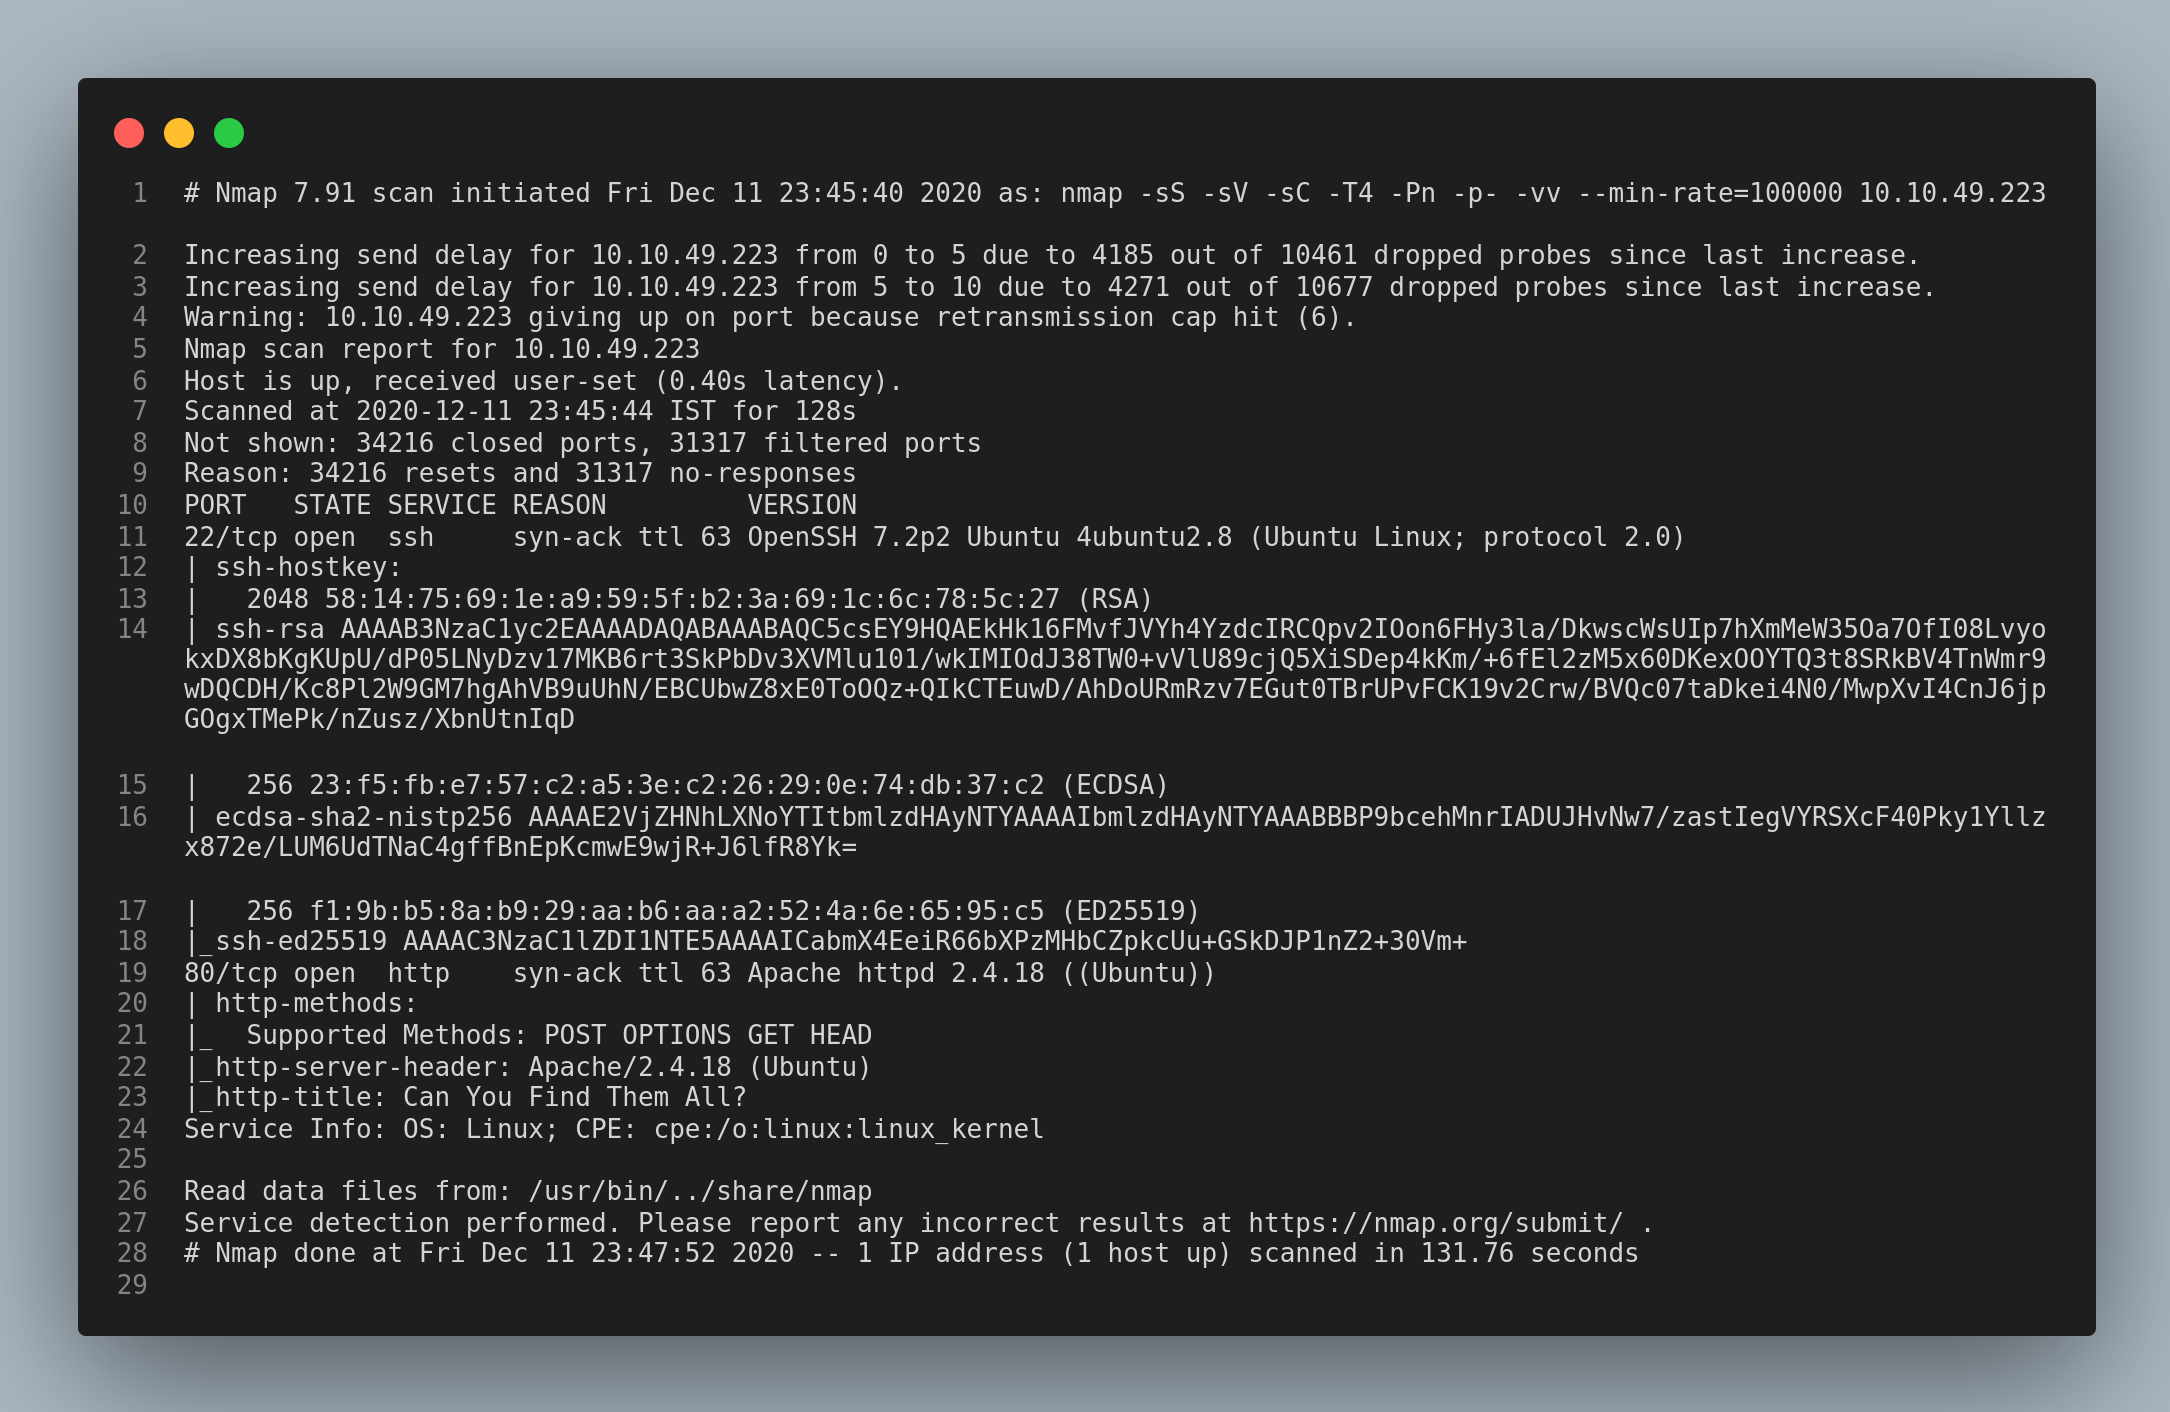 1 # Nmap 7.91 scan initiated Fri Dec 11 23:45:40 2020 as: nmap -sS -sV -sC -T4 -Pn -p- -vv --min-rate=100000 10.10.49.223
2 Increasing send delay for 10.10.49.223 from 0 to 5 due to 4185 out of 10461 dropped probes since last increase.
3 Increasing send delay for 10.10.49.223 from 5 to 10 due to 4271 out of 10677 dropped probes since last increase.
4 Warning: 10.10.49.223 giving up on port because retransmission cap hit (6).
5 Nmap scan report for 10.10.49.223
6 Host is up, received user-set (0.40s latency).
7 Scanned at 2020-12-11 23:45:44 IST for 128s
8 Not shown: 34216 closed ports, 31317 filtered ports
9 Reason: 34216 resets and 31317 no-responses
10 PORT   STATE SERVICE REASON         VERSION
11 22/tcp open  ssh     syn-ack ttl 63 OpenSSH 7.2p2 Ubuntu 4ubuntu2.8 (Ubuntu Linux; protocol 2.0)
12 | ssh-hostkey:
13 |   2048 58:14:75:69:1e:a9:59:5f:b2:3a:69:1c:6c:78:5c:27 (RSA)
14 | ssh-rsa AAAAB3NzaC1yc2EAAAADAQABAAABAQC5csEY9HQAEkHk16FMvfJVYh4YzdcIRCQpv2IOon6FHy3la/DkwscWsUIp7hXmMeW35Oa7OfI08Lvyo
kxDX8bKgKUpU/dP05LNyDzv17MKB6rt3SkPbDv3XVMlu101/wkIMIOdJ38TW0+vVlU89cjQ5XiSDep4kKm/+6fEl2zM5x60DKexOOYTQ3t8SRkBV4TnWmr9
wDQCDH/Kc8Pl2W9GM7hgAhVB9uUhN/EBCUbwZ8xE0ToOQz+QIkCTEuwD/AhDoURmRzv7EGut0TBrUPvFCK19v2Crw/BVQc07taDkei4N0/MwpXvI4CnJ6jp
GOgxTMePk/nZusz/XbnUtnIqD
15 |   256 23:f5:fb:e7:57:c2:a5:3e:c2:26:29:0e:74:db:37:c2 (ECDSA)
16 | ecdsa-sha2-nistp256 AAAAE2VjZHNhLXNoYTItbmlzdHAyNTYAAAAIbmlzdHAyNTYAAABBBP9bcehMnrIADUJHvNw7/zastIegVYRSXcF40Pky1Yllz
x872e/LUM6UdTNaC4gffBnEpKcmwE9wjR+J6lfR8Yk=
17 |   256 f1:9b:b5:8a:b9:29:aa:b6:aa:a2:52:4a:6e:65:95:c5 (ED25519)
18 |_ssh-ed25519 AAAAC3NzaC1lZDI1NTE5AAAAICabmX4EeiR66bXPzMHbCZpkcUu+GSkDJP1nZ2+30Vm+
19 80/tcp open  http    syn-ack ttl 63 Apache httpd 2.4.18 ((Ubuntu))
20 | http-methods:
21 |_  Supported Methods: POST OPTIONS GET HEAD
22 |_http-server-header: Apache/2.4.18 (Ubuntu)
23 |_http-title: Can You Find Them All?
24 Service Info: OS: Linux; CPE: cpe:/o:linux:linux_kernel
25
26 Read data files from: /usr/bin/../share/nmap
27 Service detection performed. Please report any incorrect results at https://nmap.org/submit/ .
28 # Nmap done at Fri Dec 11 23:47:52 2020 -- 1 IP address (1 host up) scanned in 131.76 seconds
29